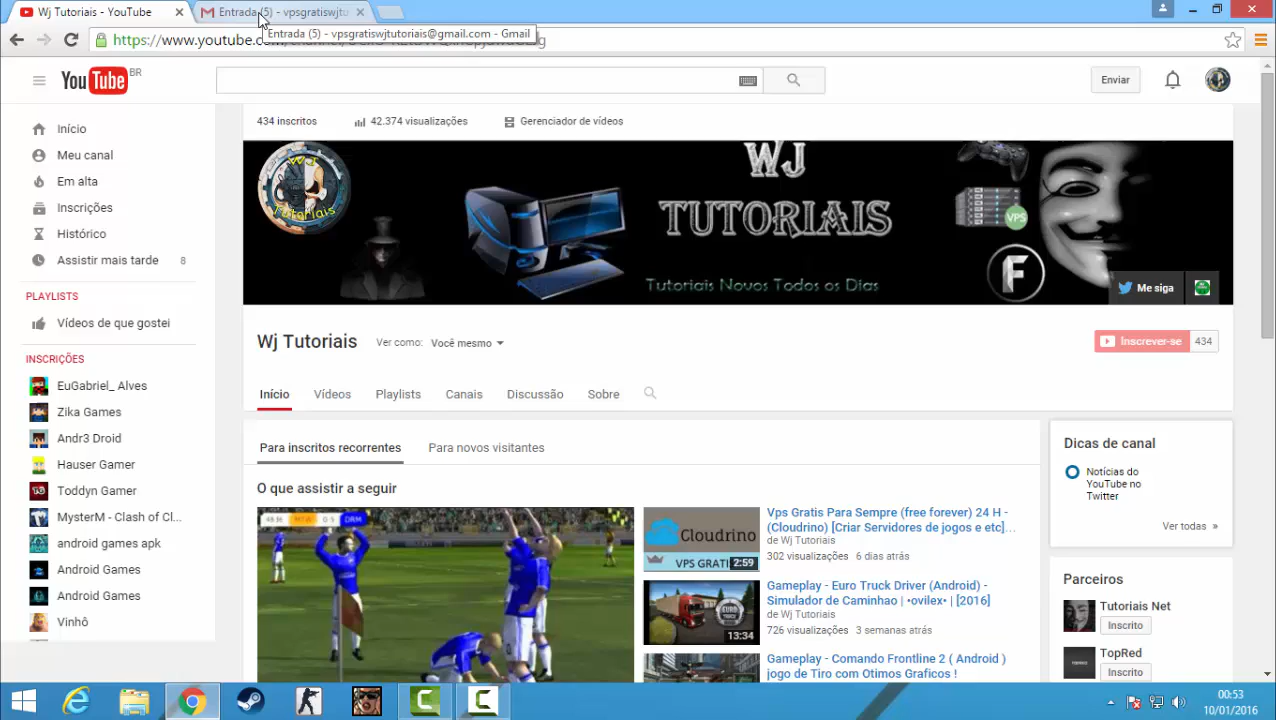 Wj Tutoriais - YouTube
Entrada (5) - vpsgratiswjtu
https://www.youtube.c
Entrada (5) - vpsgratiswjtutoriais@gmail.com - Gmail
YouTube BR
Enviar
Início
Meu canal
Em alta
Inscrições
Histórico
Assistir mais tarde 8
PLAYLISTS
Vídeos de que gostei
INSCRIÇÕES
EuGabriel_ Alves
Zika Games
Andr3 Droid
Hauser Gamer
Toddyn Gamer
MysterM - Clash of Cl...
android games apk
Android Games
Android Games
Vinhô
434 inscritos
42.374 visualizações
Gerenciador de vídeos
WJ
Tutoriais
WJ
TUTORIAIS
Tutoriais Novos Todos os Dias
VPS
F
Me siga
Wj Tutoriais
Ver como: Você mesmo
Inscrever-se 434
Início Vídeos Playlists Canais Discussão Sobre
Para inscritos recorrentes
Para novos visitantes
O que assistir a seguir
DRM
Cloudrino
VPS GRATI
2:59
Vps Gratis Para Sempre (free forever) 24 H -
(Cloudrino) [Criar Servidores de jogos e etc]...
de Wj Tutoriais
302 visualizações 6 dias atrás
13:34
Gameplay - Euro Truck Driver (Android) -
Simulador de Caminhao | •ovilex• | [2016]
de Wj Tutoriais
726 visualizações 3 semanas atrás
Gameplay - Comando Frontline 2 ( Android )
jogo de Tiro com Otimos Graficos !
Dicas de canal
Notícias do
YouTube no
Twitter
Ver todas »
Parceiros
Tutoriais Net
Inscrito
TopRed
Inscrito
00:53
10/01/2016